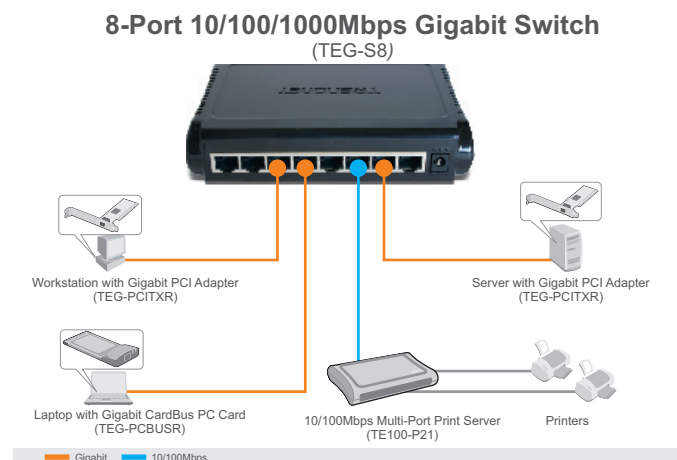 8-Port 10/100/1000Mbps Gigabit Switch
(TEG-S8)
TRENDNET
Workstation with Gigabit PCI Adapter
(TEG-PCITXR)
Server with Gigabit PCI Adapter
(TEG-PCITXR)
Laptop with Gigabit CardBus PC Card
(TEG-PCBUSR)
10/100Mbps Multi-Port Print Server
(TE100-P21)
Printers
Gigabit
10/100Mbps